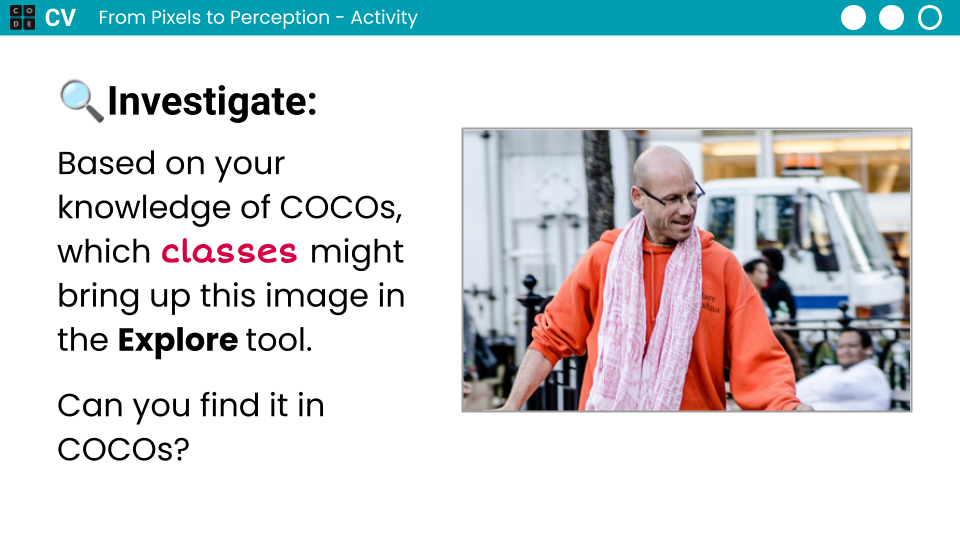 CODE CV From Pixels to Perception - Activity
Investigate:
Based on your
knowledge of COCOs,
which classes might
bring up this image in
the Explore tool.
Can you find it in
COCOs?